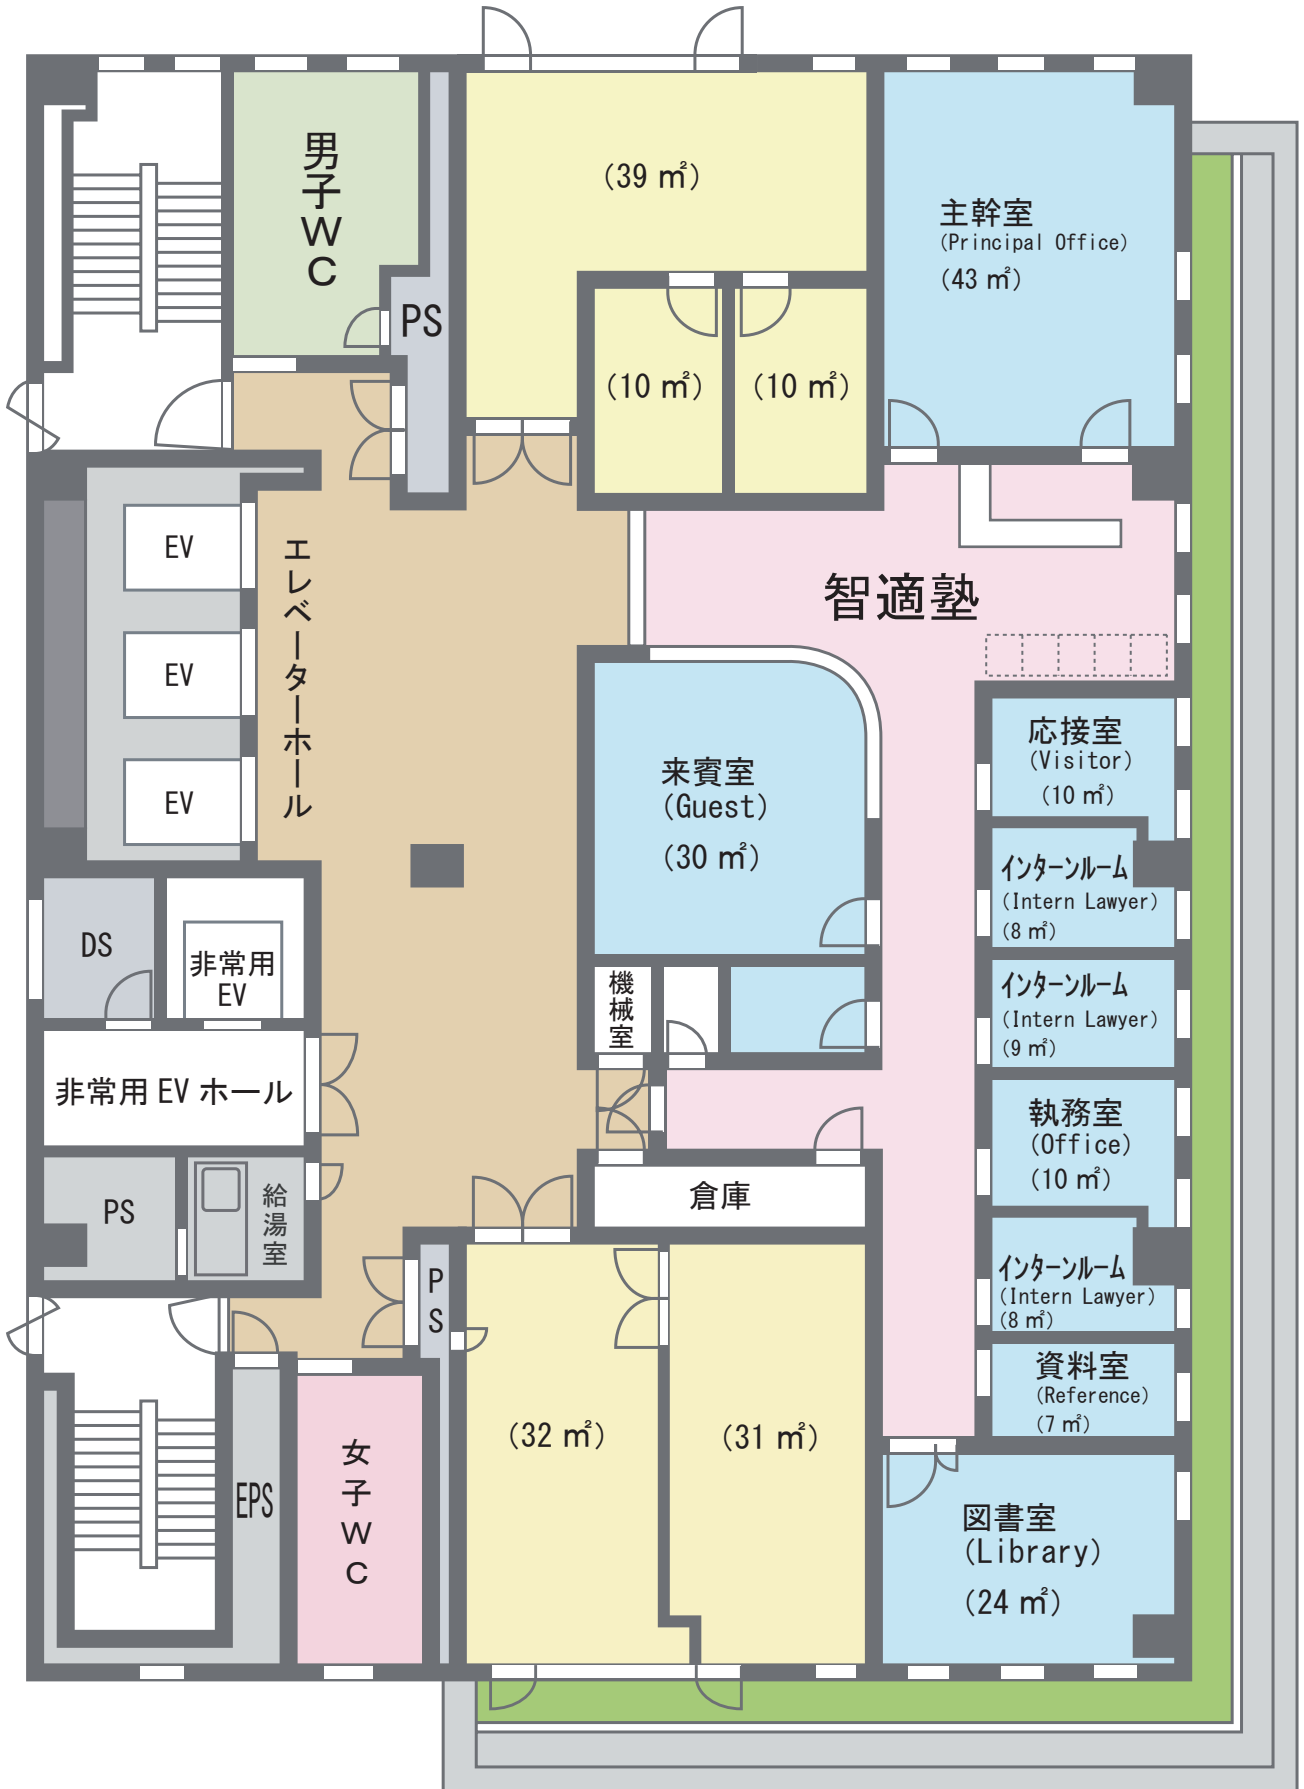 男子WC
PS
(39 ㎡)
主幹室
(Principal Office)
(43 ㎡)
(10 ㎡)
(10 ㎡)
EV
EV
EV
エレベーターホール
智適塾
来賓室
(Guest)
(30 ㎡)
応接室
(Visitor)
(10 ㎡)
インターンルーム
(Intern Lawyer)
(8 ㎡)
DS
非常用
EV
機械室
インターンルーム
(Intern Lawyer)
(9 ㎡)
非常用 EV ホール
執務室
(Office)
(10 ㎡)
PS
給湯室
倉庫
インターンルーム
(Intern Lawyer)
(8 ㎡)
PS
資料室
(Reference)
(7 ㎡)
(32 ㎡)
(31 ㎡)
EPS
女子WC
図書室
(Library)
(24 ㎡)